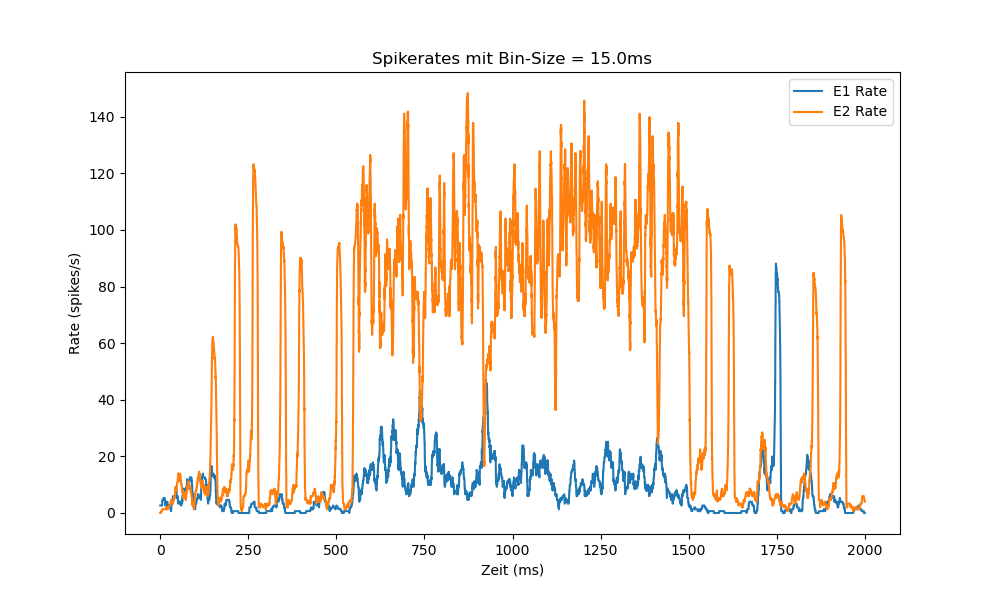 Spikerates mit Bin-Size = 15.0ms
E1 Rate
E2 Rate
Rate (spikes/s)
140
120
100
80
60
40
20
0
0 250 500 750 1000 1250 1500 1750 2000
Zeit (ms)